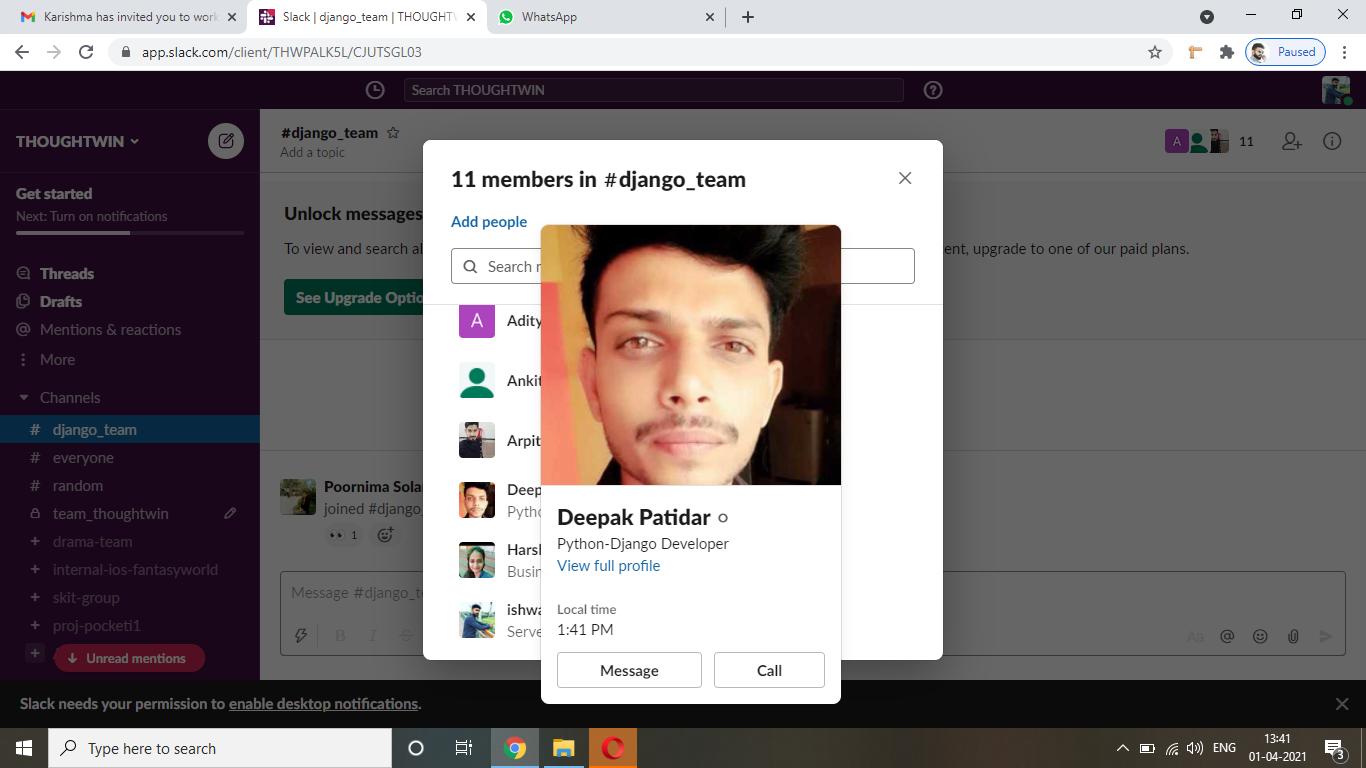 Karishma has invited you to work
Slack | django_team | THOUGHTW
WhatsApp
app.slack.com/client/THWPALK5L/CJUTSGL03
Paused
Search THOUGHTWIN
THOUGHTWIN
Get started
Next: Turn on notifications
Threads
Drafts
Mentions & reactions
More
Channels
# django_team
# everyone
# random
team_thoughtwin
+ drama-team
+ internal-ios-fantasyworld
+ skit-group
+ proj-pocketi1
+
Unread mentions
#django_team
Add a topic
A
11
Unlock messages
To view and search al
ent, upgrade to one of our paid plans.
See Upgrade Optio
Poornima Sola
joined #django_
1
Message #django_t
B I S
Aa @
11 members in #django_team
Add people
Search
A Adity
Ankit
Arpit
Deep
Pytho
Harsh
Busin
ishwa
Serve
Deepak Patidar
Python-Django Developer
View full profile
Local time
1:41 PM
Message
Call
Slack needs your permission to enable desktop notifications.
Type here to search
ENG
13:41
01-04-2021
3